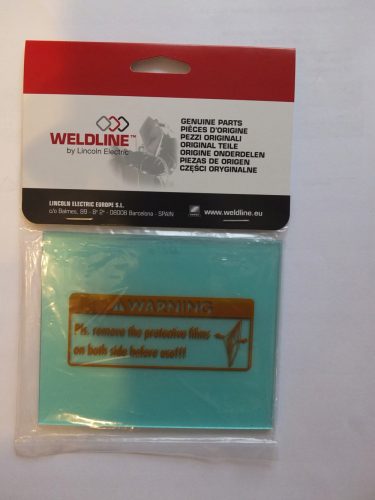 WELDLINE™
by Lincoln Electric
GENUINE PARTS
PIÈCES D'ORIGINE
PEZZI ORIGINALI
ORIGINAL TEILE
ORIGINE ONDERDELEN
PIEZAS DE ORIGEN
CZĘŚCI ORYGINALNE
LINCOLN ELECTRIC EUROPE S.L.
c/o Balmes, 89 - 8º 2ª - 08008 Barcelona - SPAIN
www.weldline.eu
WARNING
Pls. remove the protective films
on both side before use!!!